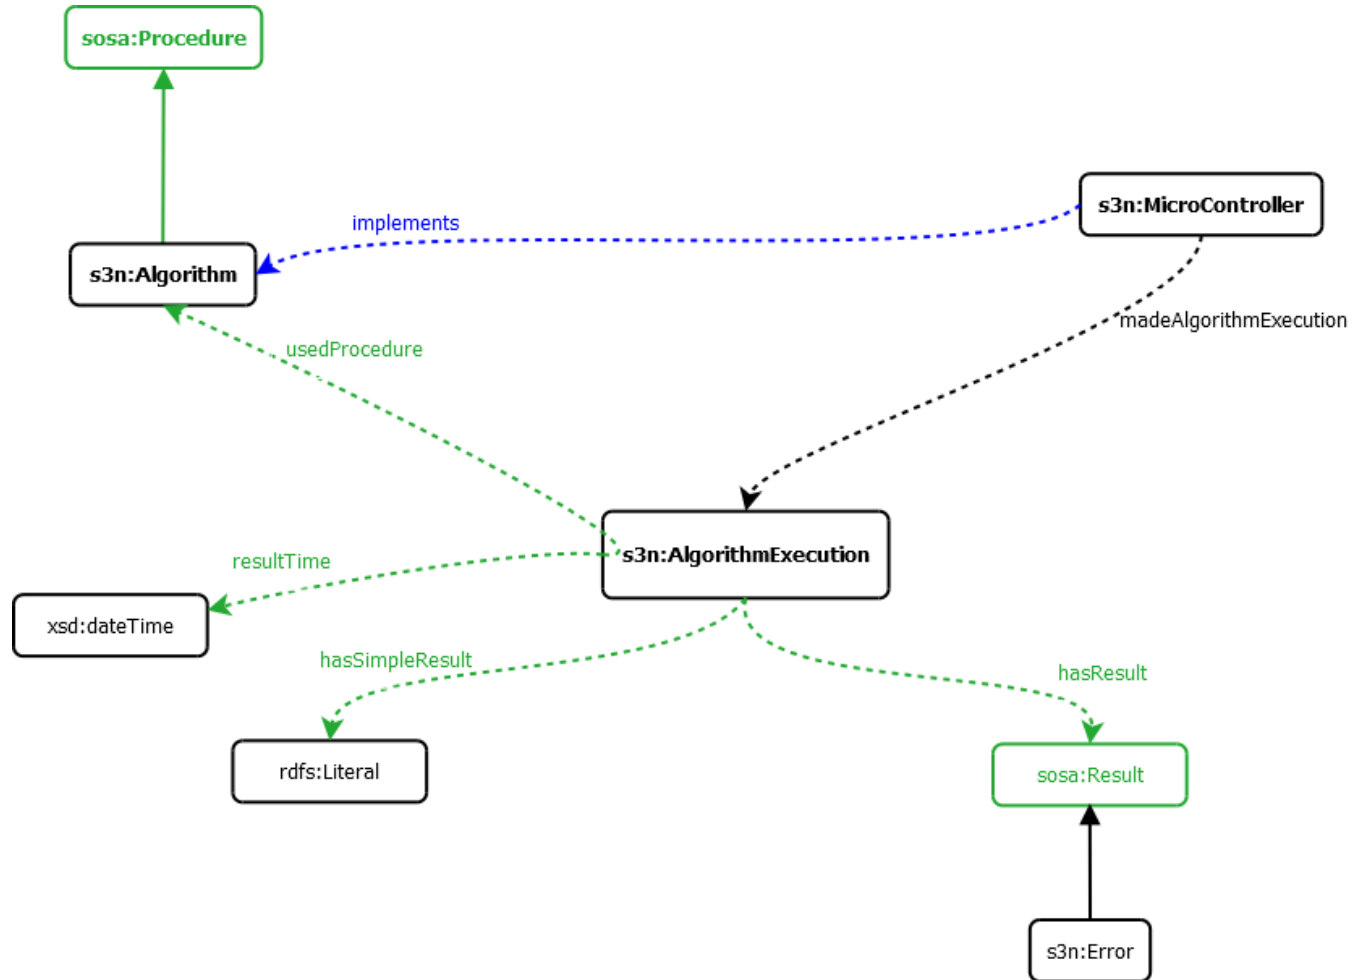 sosa:Procedure
s3n:MicroController
implements
s3n:Algorithm
madeAlgorithmExecution
usedProcedure
s3n:AlgorithmExecution
resultTime
xsd:dateTime
hasSimpleResult
hasResult
rdfs:Literal
sosa:Result
s3n:Error